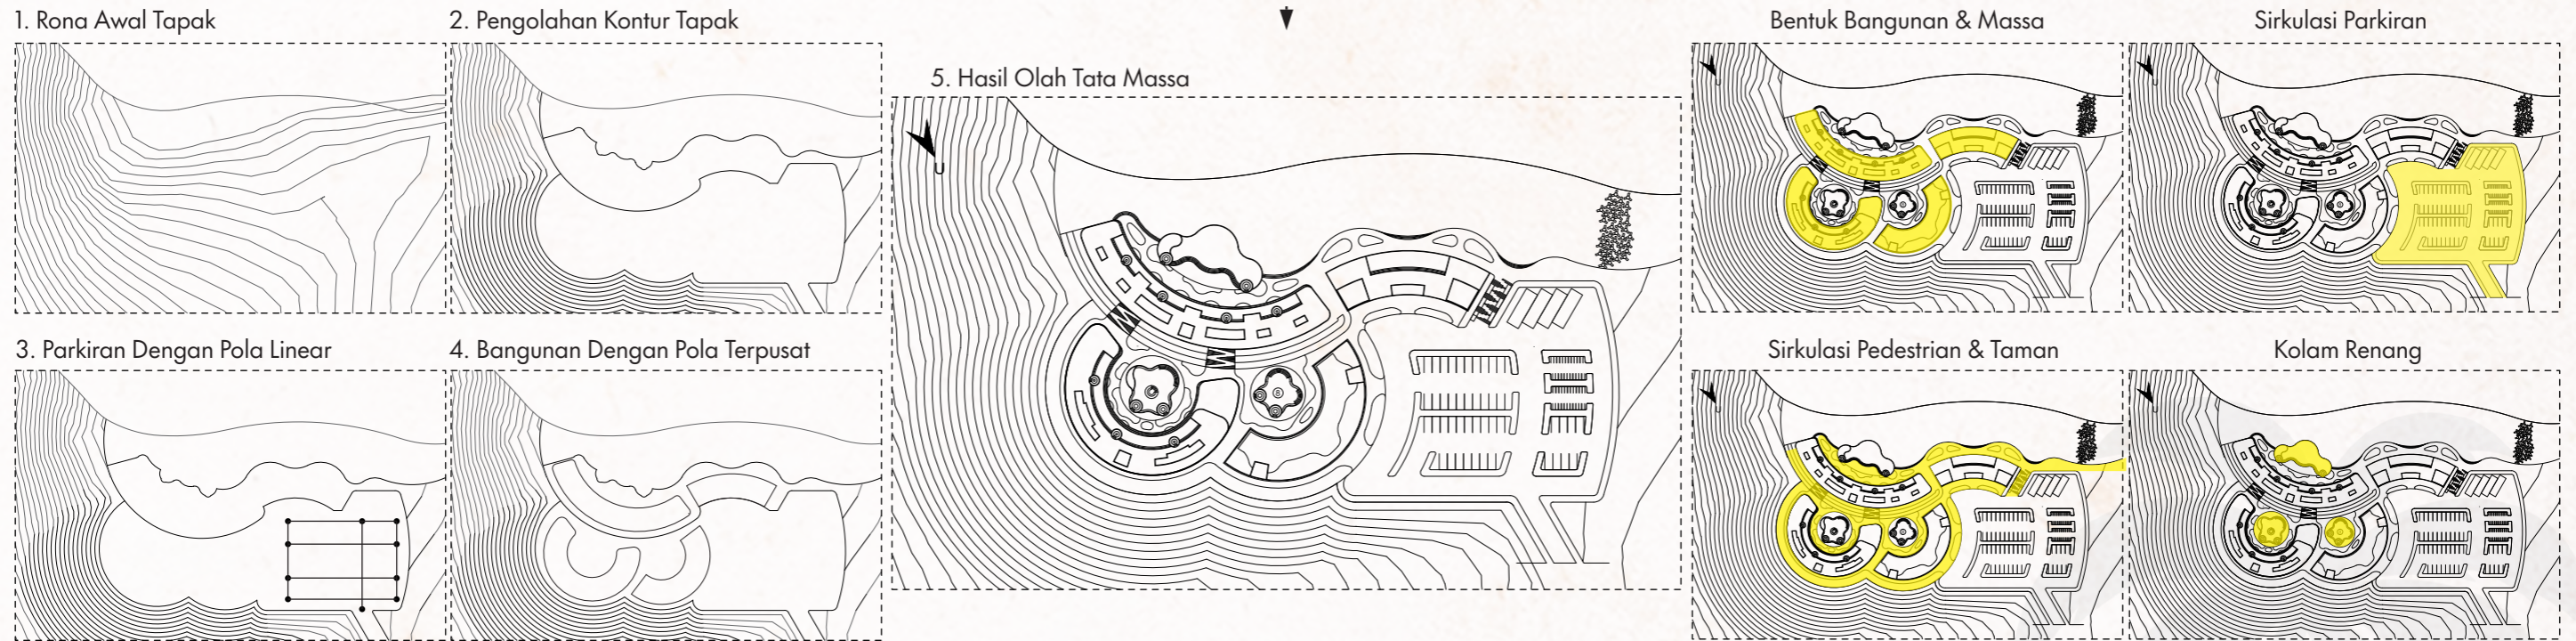 1. Rona Awal Tapak
2. Pengolahan Kontur Tapak
3. Parkiran Dengan Pola Linear
4. Bangunan Dengan Pola Terpusat
5. Hasil Olah Tata Massa
U
Bentuk Bangunan & Massa
Sirkulasi Parkiran
Sirkulasi Pedestrian & Taman
Kolam Renang